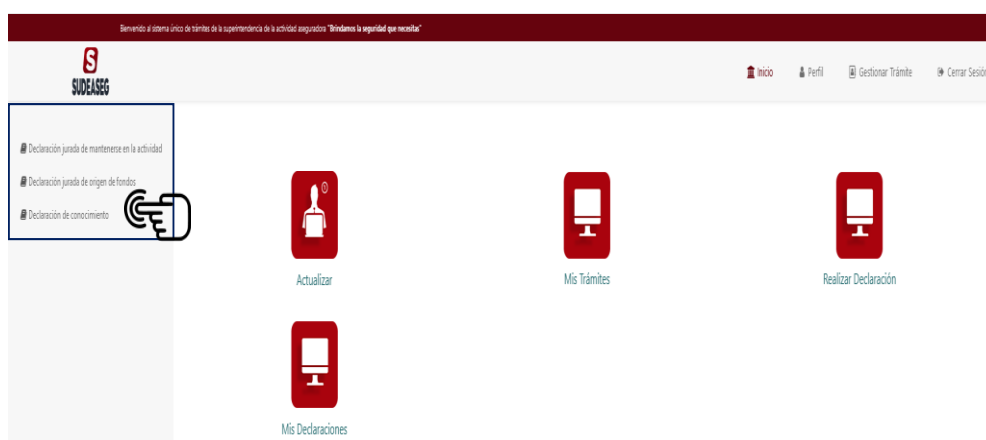 Bienvenido al sistema único de trámites de la superintendencia de la actividad aseguradora "Brindamos la seguridad que necesitas"
S
SUDEASEG
Inicio
Perfil
Gestionar Trámite
Cerrar Sesión
Declaración jurada de mantenerse en la actividad
Declaración jurada de origen de fondos
Declaración de conocimiento
Actualizar
Mis Trámites
Realizar Declaración
Mis Declaraciones